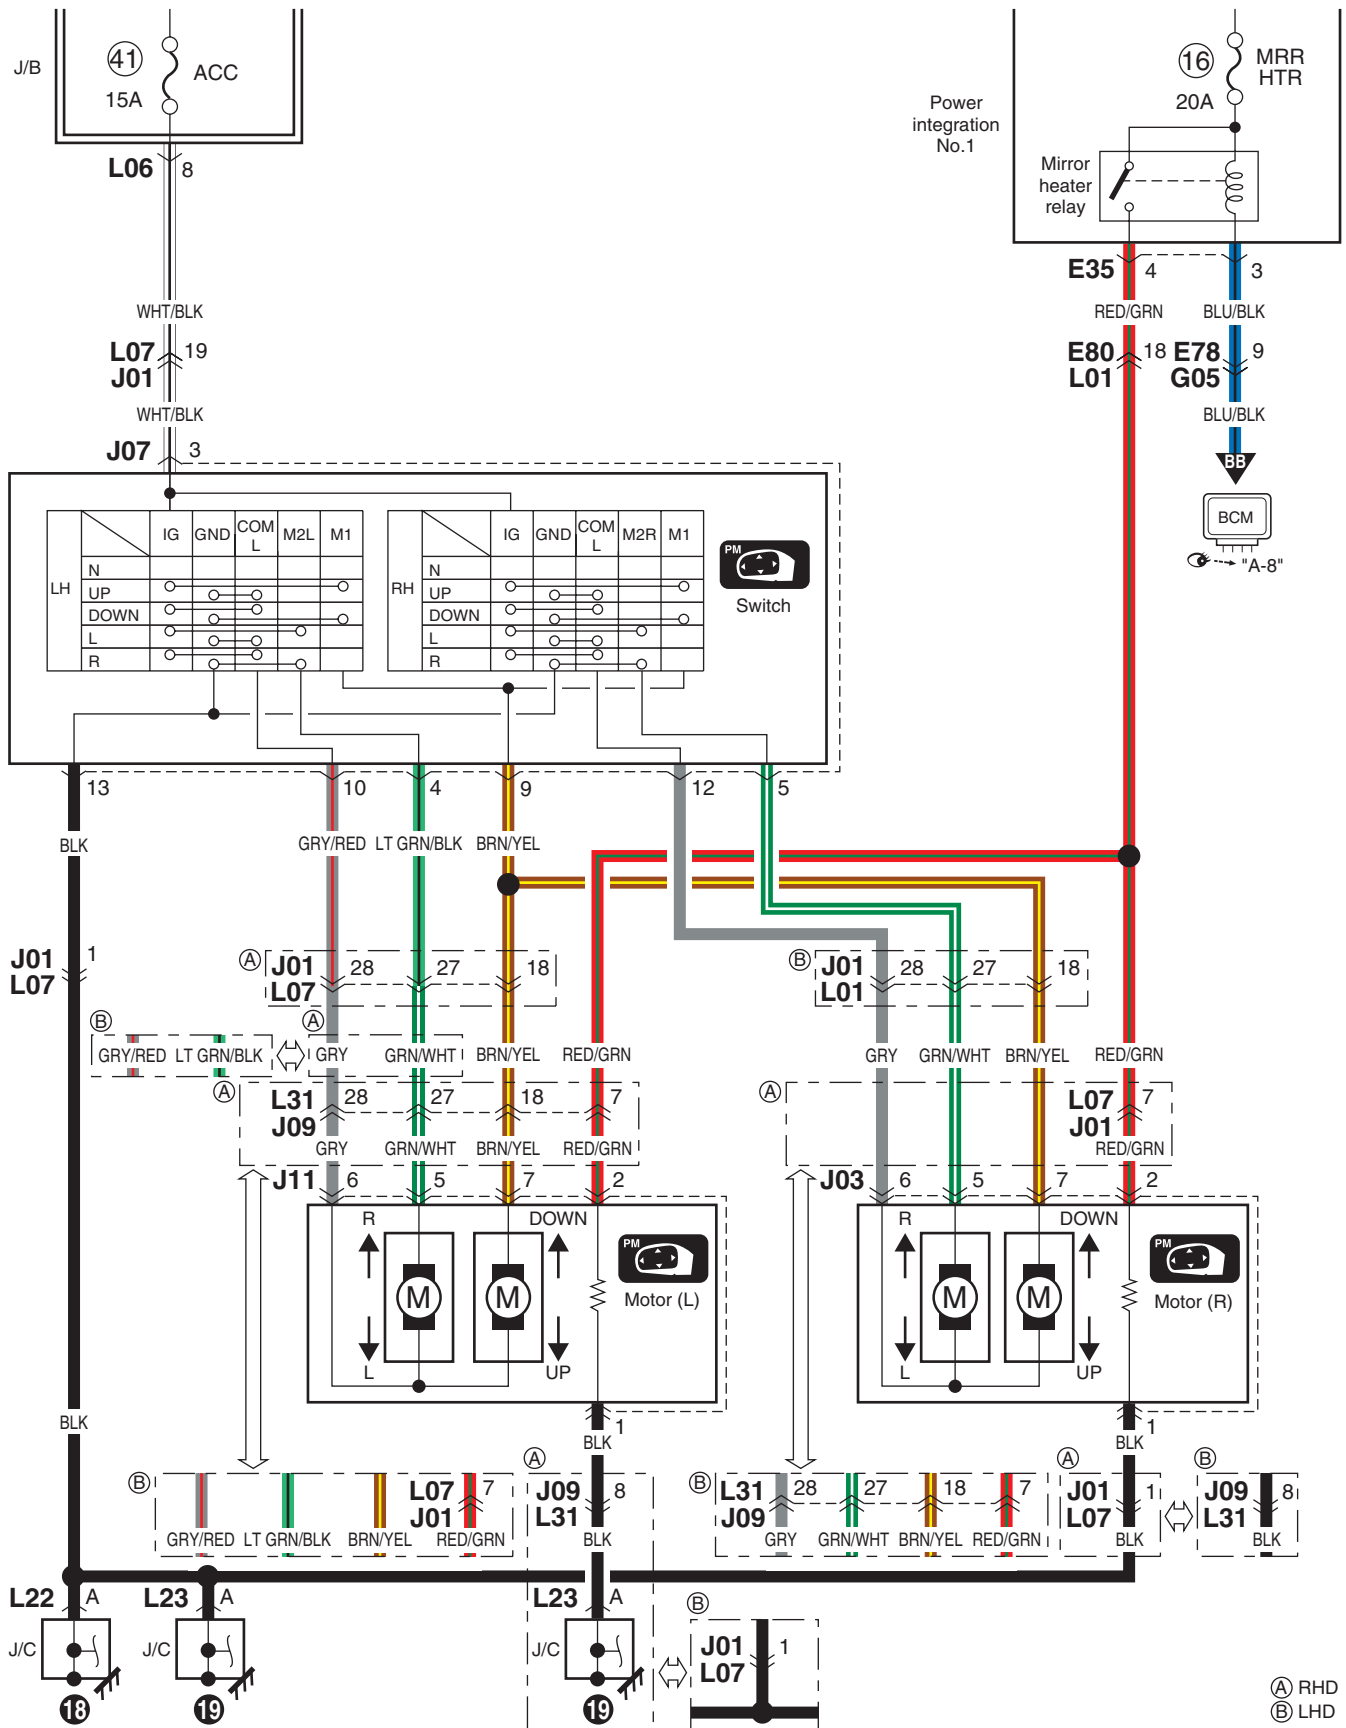 J/B
41
ACC
15A
16
MRR
HTR
20A
Power
integration
No.1
Mirror
heater
relay
L06 8
E35 4 3
WHT/BLK
RED/GRN BLU/BLK
L07 19
J01
E80 18 E78 9
L01 G05
WHT/BLK
BLU/BLK
J07 3
BB
BCM
"A-8"
LH IG GND COM L M2L M1
N
UP
DOWN
L
R
RH IG GND COM L M2R M1
N
UP
DOWN
L
R
PM
Switch
13 10 4 9 12 5
BLK GRY/RED LT GRN/BLK BRN/YEL
J01 1
L07
A J01 28 27 18
L07
B J01 28 27 18
L01
B A
GRY/RED LT GRN/BLK GRY GRN/WHT BRN/YEL RED/GRN
GRY GRN/WHT BRN/YEL RED/GRN
A L31 28 27 18 7
J09
GRY GRN/WHT BRN/YEL RED/GRN
A L07 7
J01
RED/GRN
J11 6 5 7 2
J03 6 5 7 2
R DOWN
M M
L UP
PM
Motor (L)
R DOWN
M M
L UP
PM
Motor (R)
BLK
1
BLK
1
BLK
B L07 7
J01
GRY/RED LT GRN/BLK BRN/YEL RED/GRN
A J09 8
L31
BLK
B L31 28 27 18 7
J09
GRY GRN/WHT BRN/YEL RED/GRN
A J01 1
L07
BLK
B J09 8
L31
BLK
L22 A L23 A L23 A
J/C J/C J/C
18 19 19
B
J01 1
L07
A RHD
B LHD